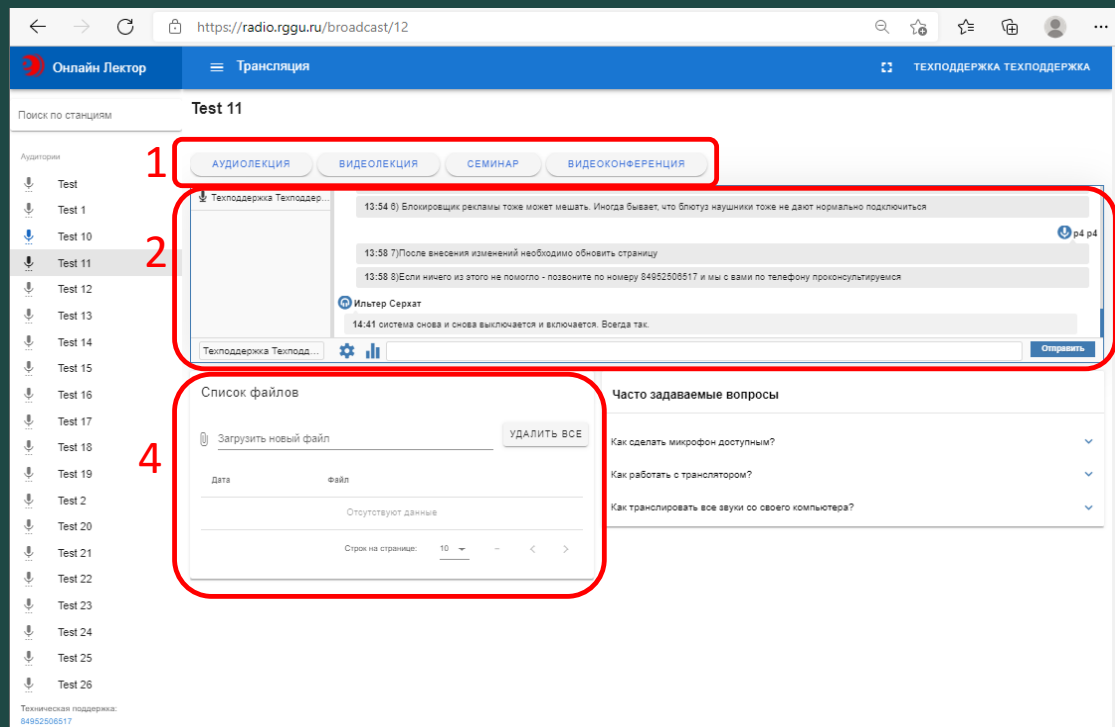 https://radio.rggu.ru/broadcast/12
Онлайн Лектор
Трансляция
ТЕХПОДДЕРЖКА ТЕХПОДДЕРЖКА
Поиск по станциям
Аудитории
Test
Test 1
Test 10
Test 11
Test 12
Test 13
Test 14
Test 15
Test 16
Test 17
Test 18
Test 19
Test 2
Test 20
Test 21
Test 22
Test 23
Test 24
Test 25
Test 26
Техническая поддержка:
84952506517
Test 11
1
АУДИОЛЕКЦИЯ
ВИДЕОЛЕКЦИЯ
СЕМИНАР
ВИДЕОКОНФЕРЕНЦИЯ
2
Техподдержка Техподдер...
13:54 6) Блокировщик рекламы тоже может мешать. Иногда бывает, что блютуз наушники тоже не дают нормально подключиться
p4 p4
13:58 7)После внесения изменений необходимо обновить страницу
13:58 8)Если ничего из этого не помогло - позвоните по номеру 84952506517 и мы с вами по телефону проконсультируемся
Ильтер Серхат
14:41 система снова и снова выключается и включается. Всегда так.
Техподдержка Техподд...
Отправить
4
Список файлов
Загрузить новый файл
УДАЛИТЬ ВСЕ
Дата
Файл
Отсутствуют данные
Строк на странице:
10
–
Часто задаваемые вопросы
Как сделать микрофон доступным?
Как работать с транслятором?
Как транслировать все звуки со своего компьютера?